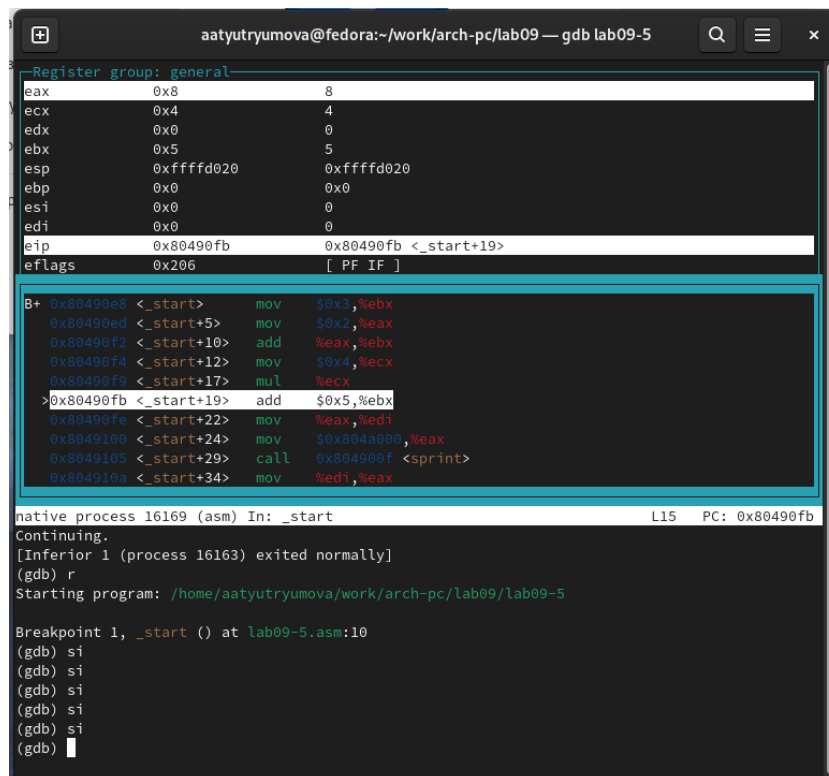 aatyutryumova@fedora:~/work/arch-pc/lab09 — gdb lab09-5
Register group: general
eax 0x8 8
ecx 0x4 4
edx 0x0 0
ebx 0x5 5
esp 0xffffd020 0xffffd020
ebp 0x0 0x0
esi 0x0 0
edi 0x0 0
eip 0x80490fb 0x80490fb <_start+19>
eflags 0x206 [ PF IF ]
B+ 0x80490e8 <_start> mov $0x3,%ebx
0x80490ed <_start+5> mov $0x2,%eax
0x80490f2 <_start+10> add %eax,%ebx
0x80490f4 <_start+12> mov $0x4,%ecx
0x80490f9 <_start+17> mul %ecx
>0x80490fb <_start+19> add $0x5,%ebx
0x80490fe <_start+22> mov %eax,%edi
0x8049100 <_start+24> mov $0x804a000,%eax
0x8049105 <_start+29> call 0x804900f <sprint>
0x804910a <_start+34> mov %edi,%eax
native process 16169 (asm) In: _start L15 PC: 0x80490fb
Continuing.
[Inferior 1 (process 16163) exited normally]
(gdb) r
Starting program: /home/aatyutryumova/work/arch-pc/lab09/lab09-5
Breakpoint 1, _start () at lab09-5.asm:10
(gdb) si
(gdb) si
(gdb) si
(gdb) si
(gdb) si
(gdb)